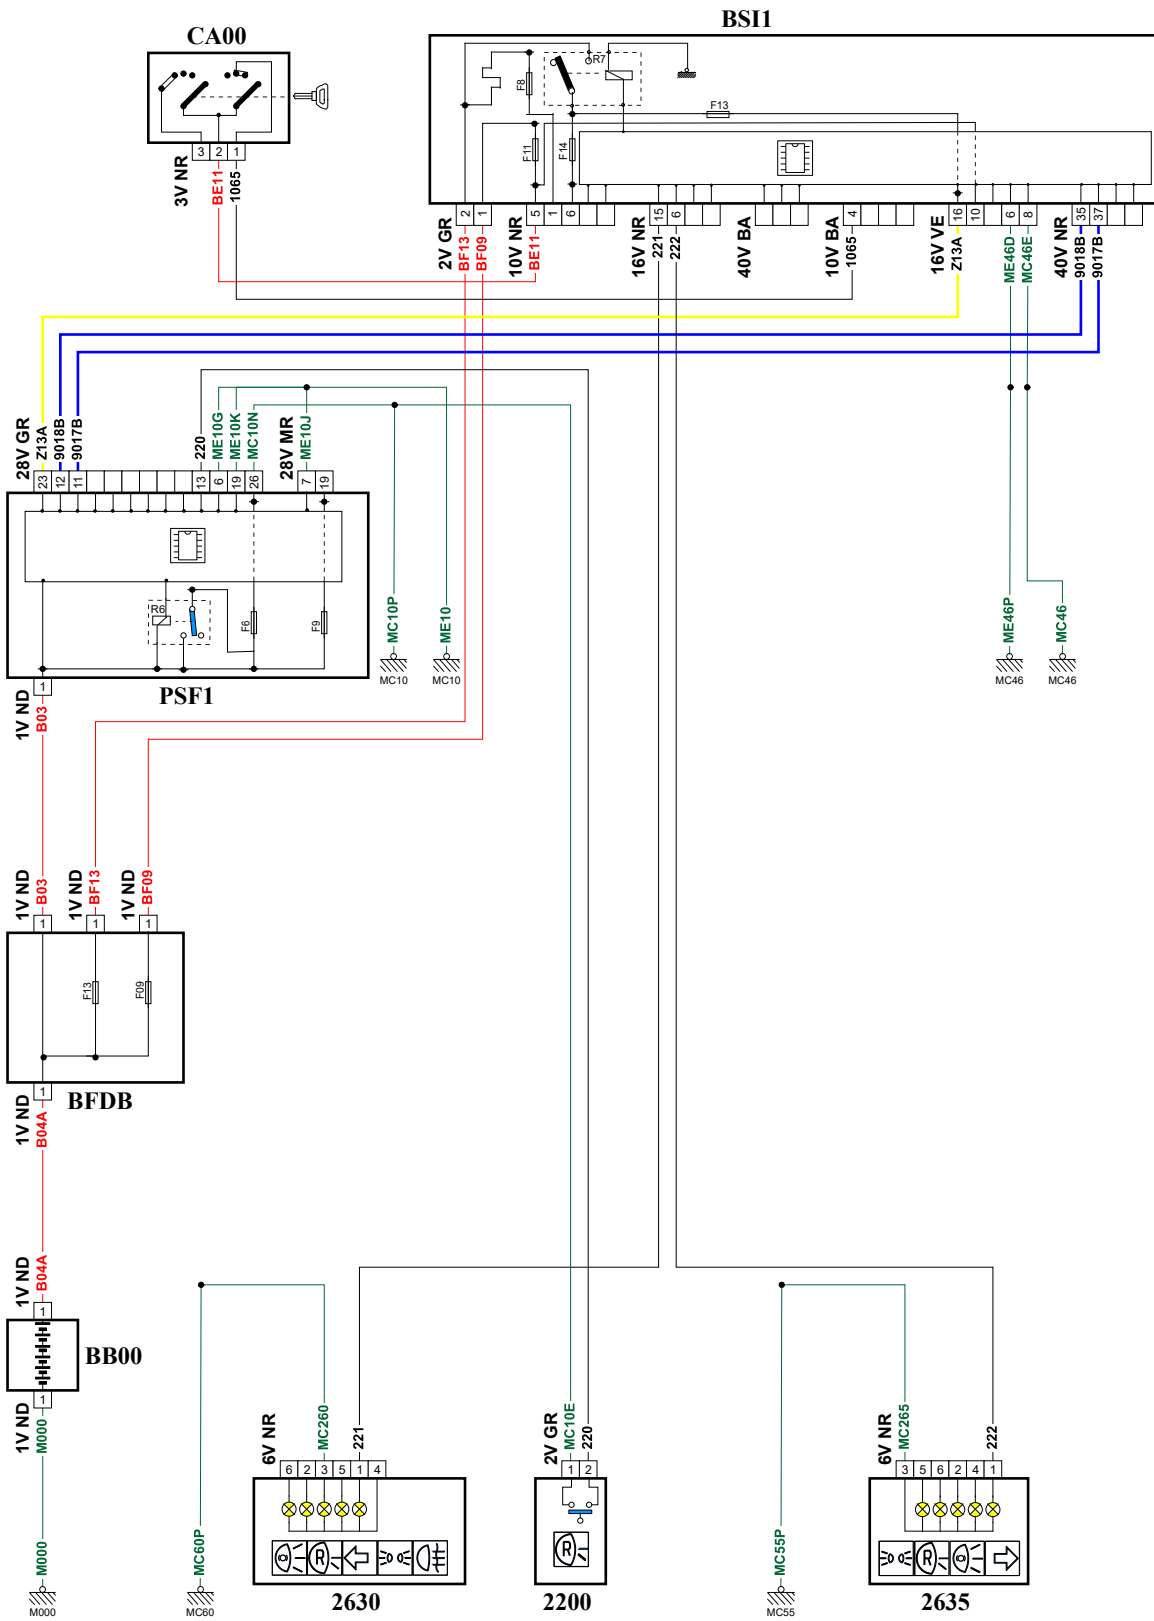 BSI1
CA00
R7
F8
F13
F11
F14
3 2 1
3V NR
BE11
1065
2 1 5 1 6 15 6 4 16 10 6 8 35 37
2V GR
BF13
BF09
10V NR
BE11
16V NR
221
222
40V BA
10V BA
1065
16V VE
Z13A
ME46D
MC46E
40V NR
9018B
9017B
28V GR
Z13A
9018B
9017B
220
ME10G
ME10K
MC10N
28V MR
ME10J
23 12 11 13 6 19 26 7 19
R6
F6
F9
MC10P
ME10
ME46P
MC46
MC10
MC10
MC46
MC46
1
PSF1
1V ND
B03
1V ND
B03
1V ND
BF13
1V ND
BF09
1 1 1
F13
F09
1
BFDB
1V ND
B04A
1V ND
B04A
1
BB00
1
1V ND
M000
M000
M000
MC60P
MC60
6V NR
MC260
221
6 2 3 5 1 4
R
2630
2V GR
MC10E
220
1 2
R
2200
MC55P
MC55
6V NR
MC265
222
3 5 6 2 4 1
R
2635